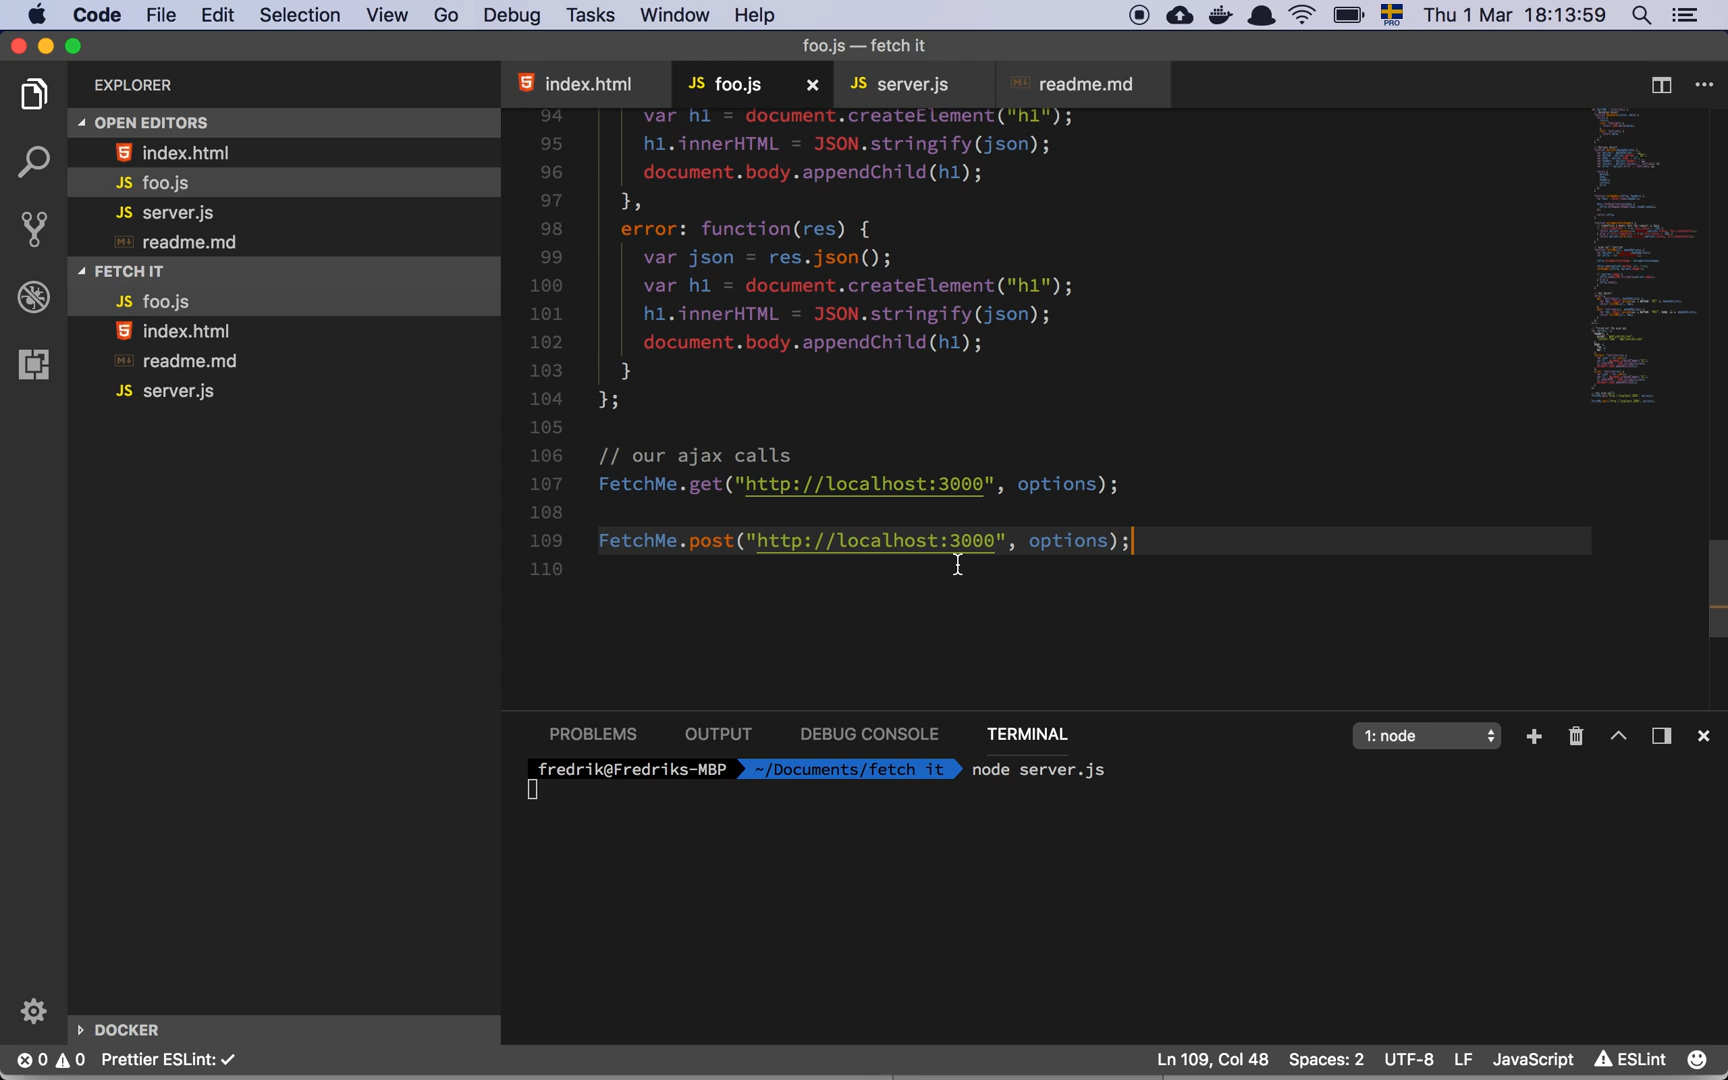 Code File Edit Selection View Go Debug Tasks Window Help PRO Thu 1 Mar 18:13:59
foo.js — fetch it
EXPLORER
OPEN EDITORS
index.html
JS foo.js
JS server.js
M↓ readme.md
FETCH IT
JS foo.js
index.html
M↓ readme.md
JS server.js
DOCKER
index.html JS foo.js JS server.js M↓ readme.md
94 var h1 = document.createElement("h1");
95 h1.innerHTML = JSON.stringify(json);
96 document.body.appendChild(h1);
97 },
98 error: function(res) {
99 var json = res.json();
100 var h1 = document.createElement("h1");
101 h1.innerHTML = JSON.stringify(json);
102 document.body.appendChild(h1);
103 }
104 };
105
106 // our ajax calls
107 FetchMe.get("http://localhost:3000", options);
108
109 FetchMe.post("http://localhost:3000", options);
110
PROBLEMS OUTPUT DEBUG CONSOLE TERMINAL 1: node
fredrik@Fredriks-MBP ~/Documents/fetch it node server.js
0 0 Prettier ESLint: ✓ Ln 109, Col 48 Spaces: 2 UTF-8 LF JavaScript ESLint